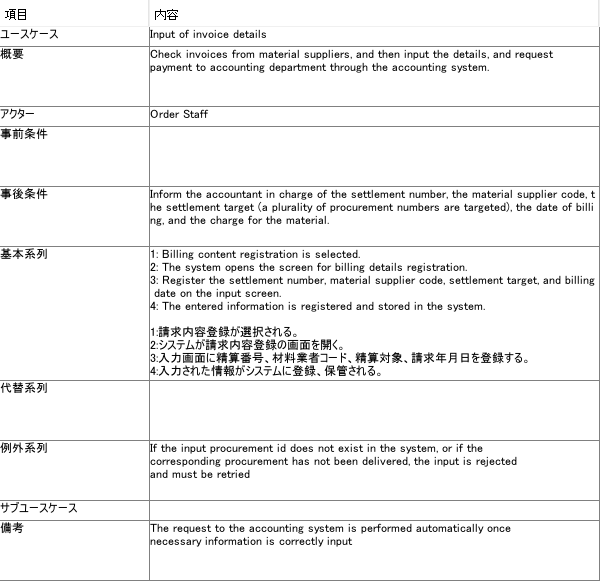 項目 内容
ユースケース Input of invoice details
概要 Check invoices from material suppliers, and then input the details, and request
payment to accounting department through the accounting system.
アクター Order Staff
事前条件
事後条件 Inform the accountant in charge of the settlement number, the material supplier code, t
he settlement target (a plurality of procurement numbers are targeted), the date of billi
ng, and the charge for the material.
基本系列 1: Billing content registration is selected.
2: The system opens the screen for billing details registration.
3: Register the settlement number, material supplier code, settlement target, and billing
date on the input screen.
4: The entered information is registered and stored in the system.
1:請求内容登録が選択される。
2:システムが請求内容登録の画面を開く。
3:入力画面に精算番号、材料業者コード、精算対象、請求年月日を登録する。
4:入力された情報がシステムに登録、保管される。
代替系列
例外系列 If the input procurement id does not exist in the system, or if the
corresponding procurement has not been delivered, the input is rejected
and must be retried
サブユースケース
備考 The request to the accounting system is performed automatically once
necessary information is correctly input